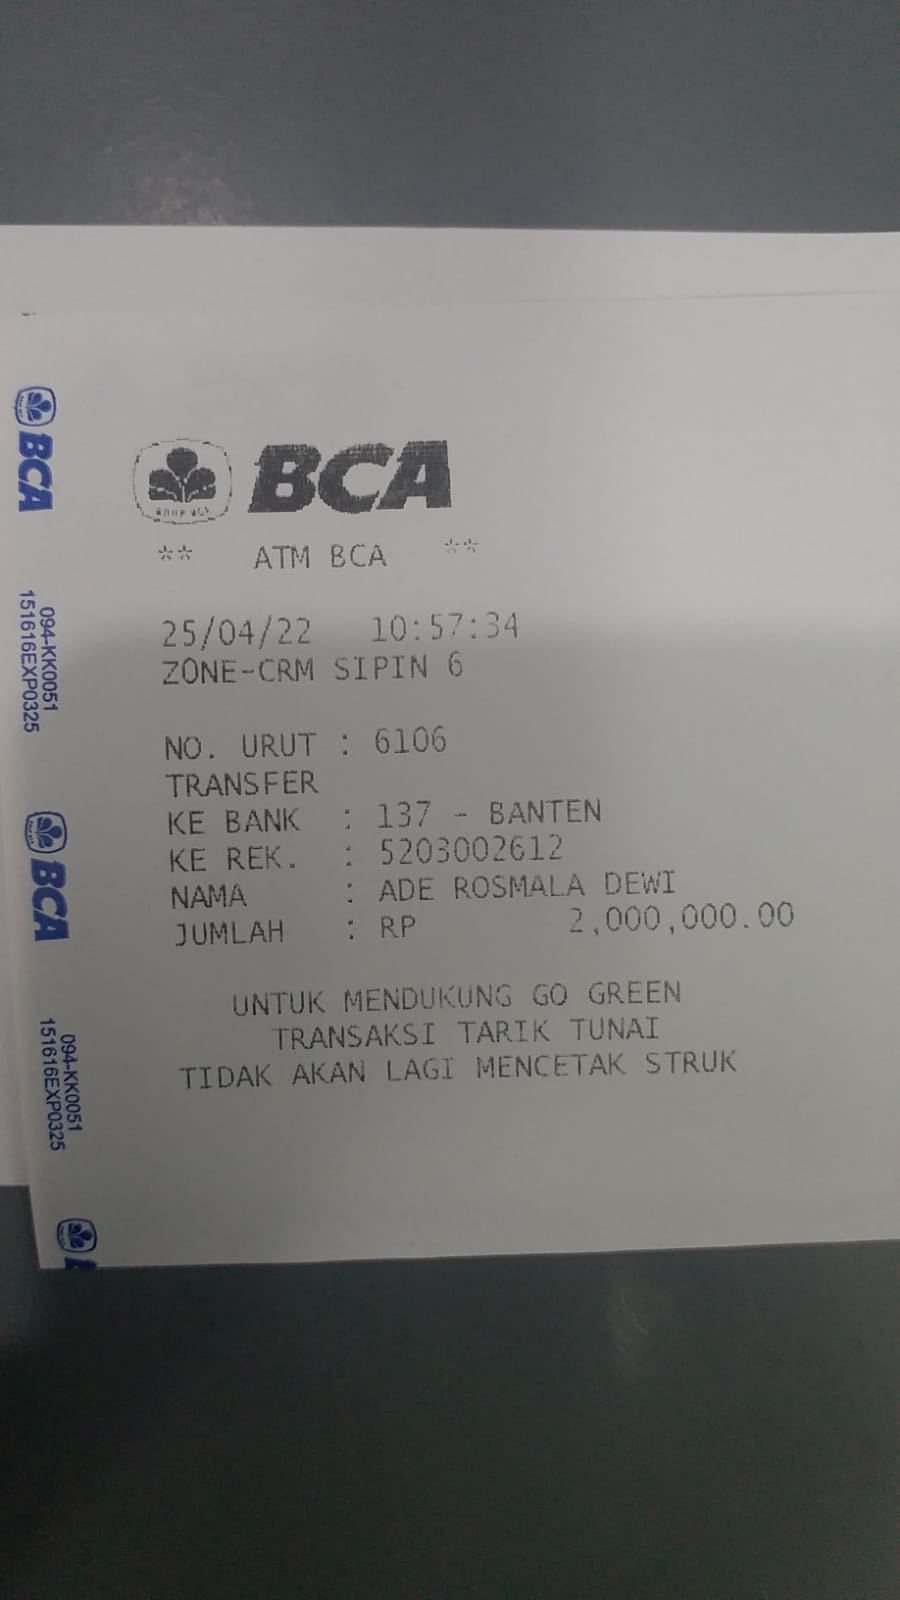 BCA
** ATM BCA **
25/04/22 10:57:34
ZONE-CRM SIPIN 6
NO. URUT : 6106
TRANSFER
KE BANK : 137 - BANTEN
KE REK. : 5203002612
NAMA : ADE ROSMALA DEWI
JUMLAH : RP 2,000,000.00
UNTUK MENDUKUNG GO GREEN
TRANSAKSI TARIK TUNAI
TIDAK AKAN LAGI MENCETAK STRUK
BCA
094-KK0051
151616EXP0325
BCA
094-KK0051
151616EXP0325